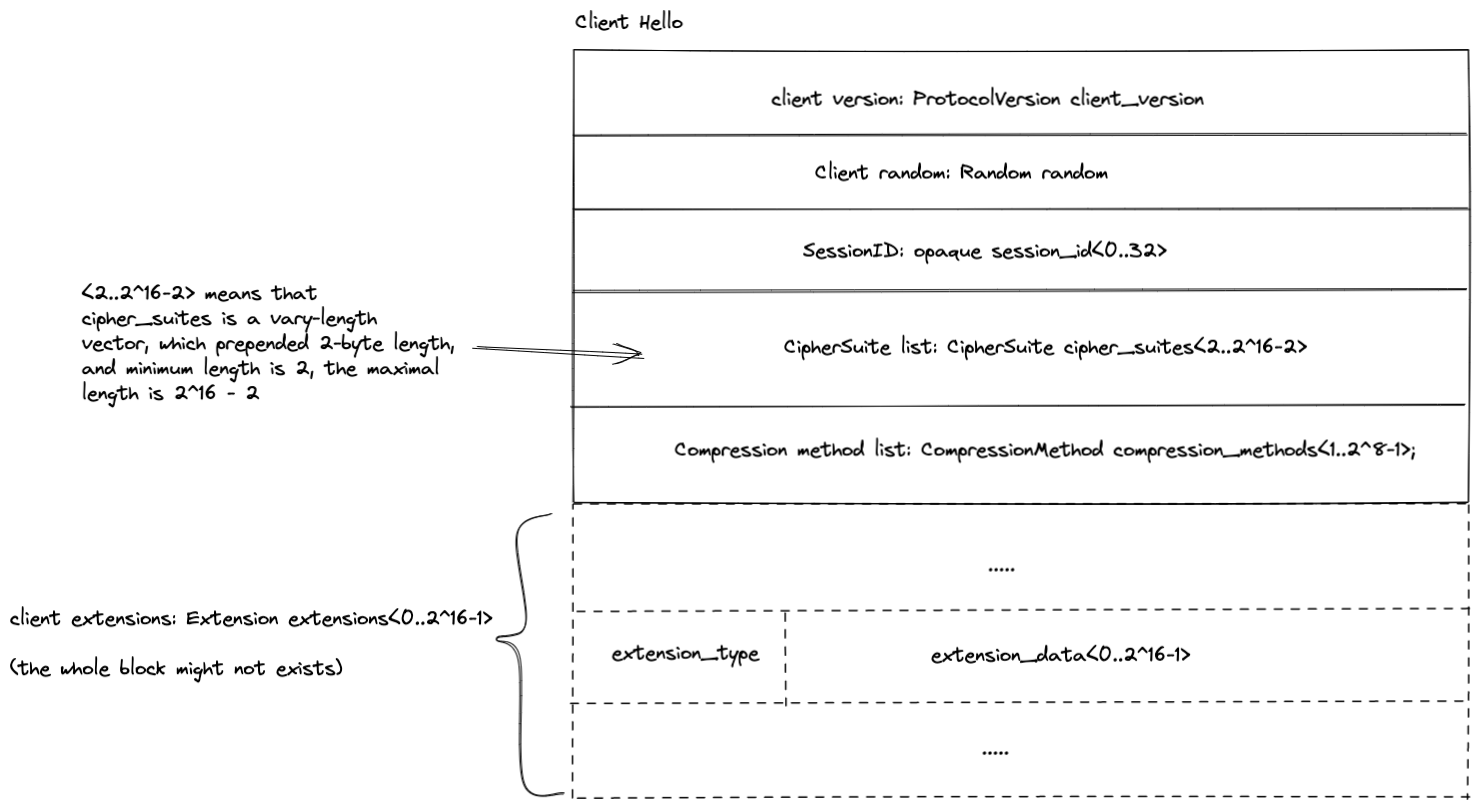 Client Hello
client version: ProtocolVersion client_version
Client random: Random random
SessionID: opaque session_id<0..32>
<2..2^16-2> means that
cipher_suites is a vary-length
vector, which prepended 2-byte length,
and minimum length is 2, the maximal
length is 2^16 - 2
CipherSuite list: CipherSuite cipher_suites<2..2^16-2>
Compression method list: CompressionMethod compression_methods<1..2^8-1>;
.....
client extensions: Extension extensions<0..2^16-1>
(the whole block might not exists)
extension_type
extension_data<0..2^16-1>
.....